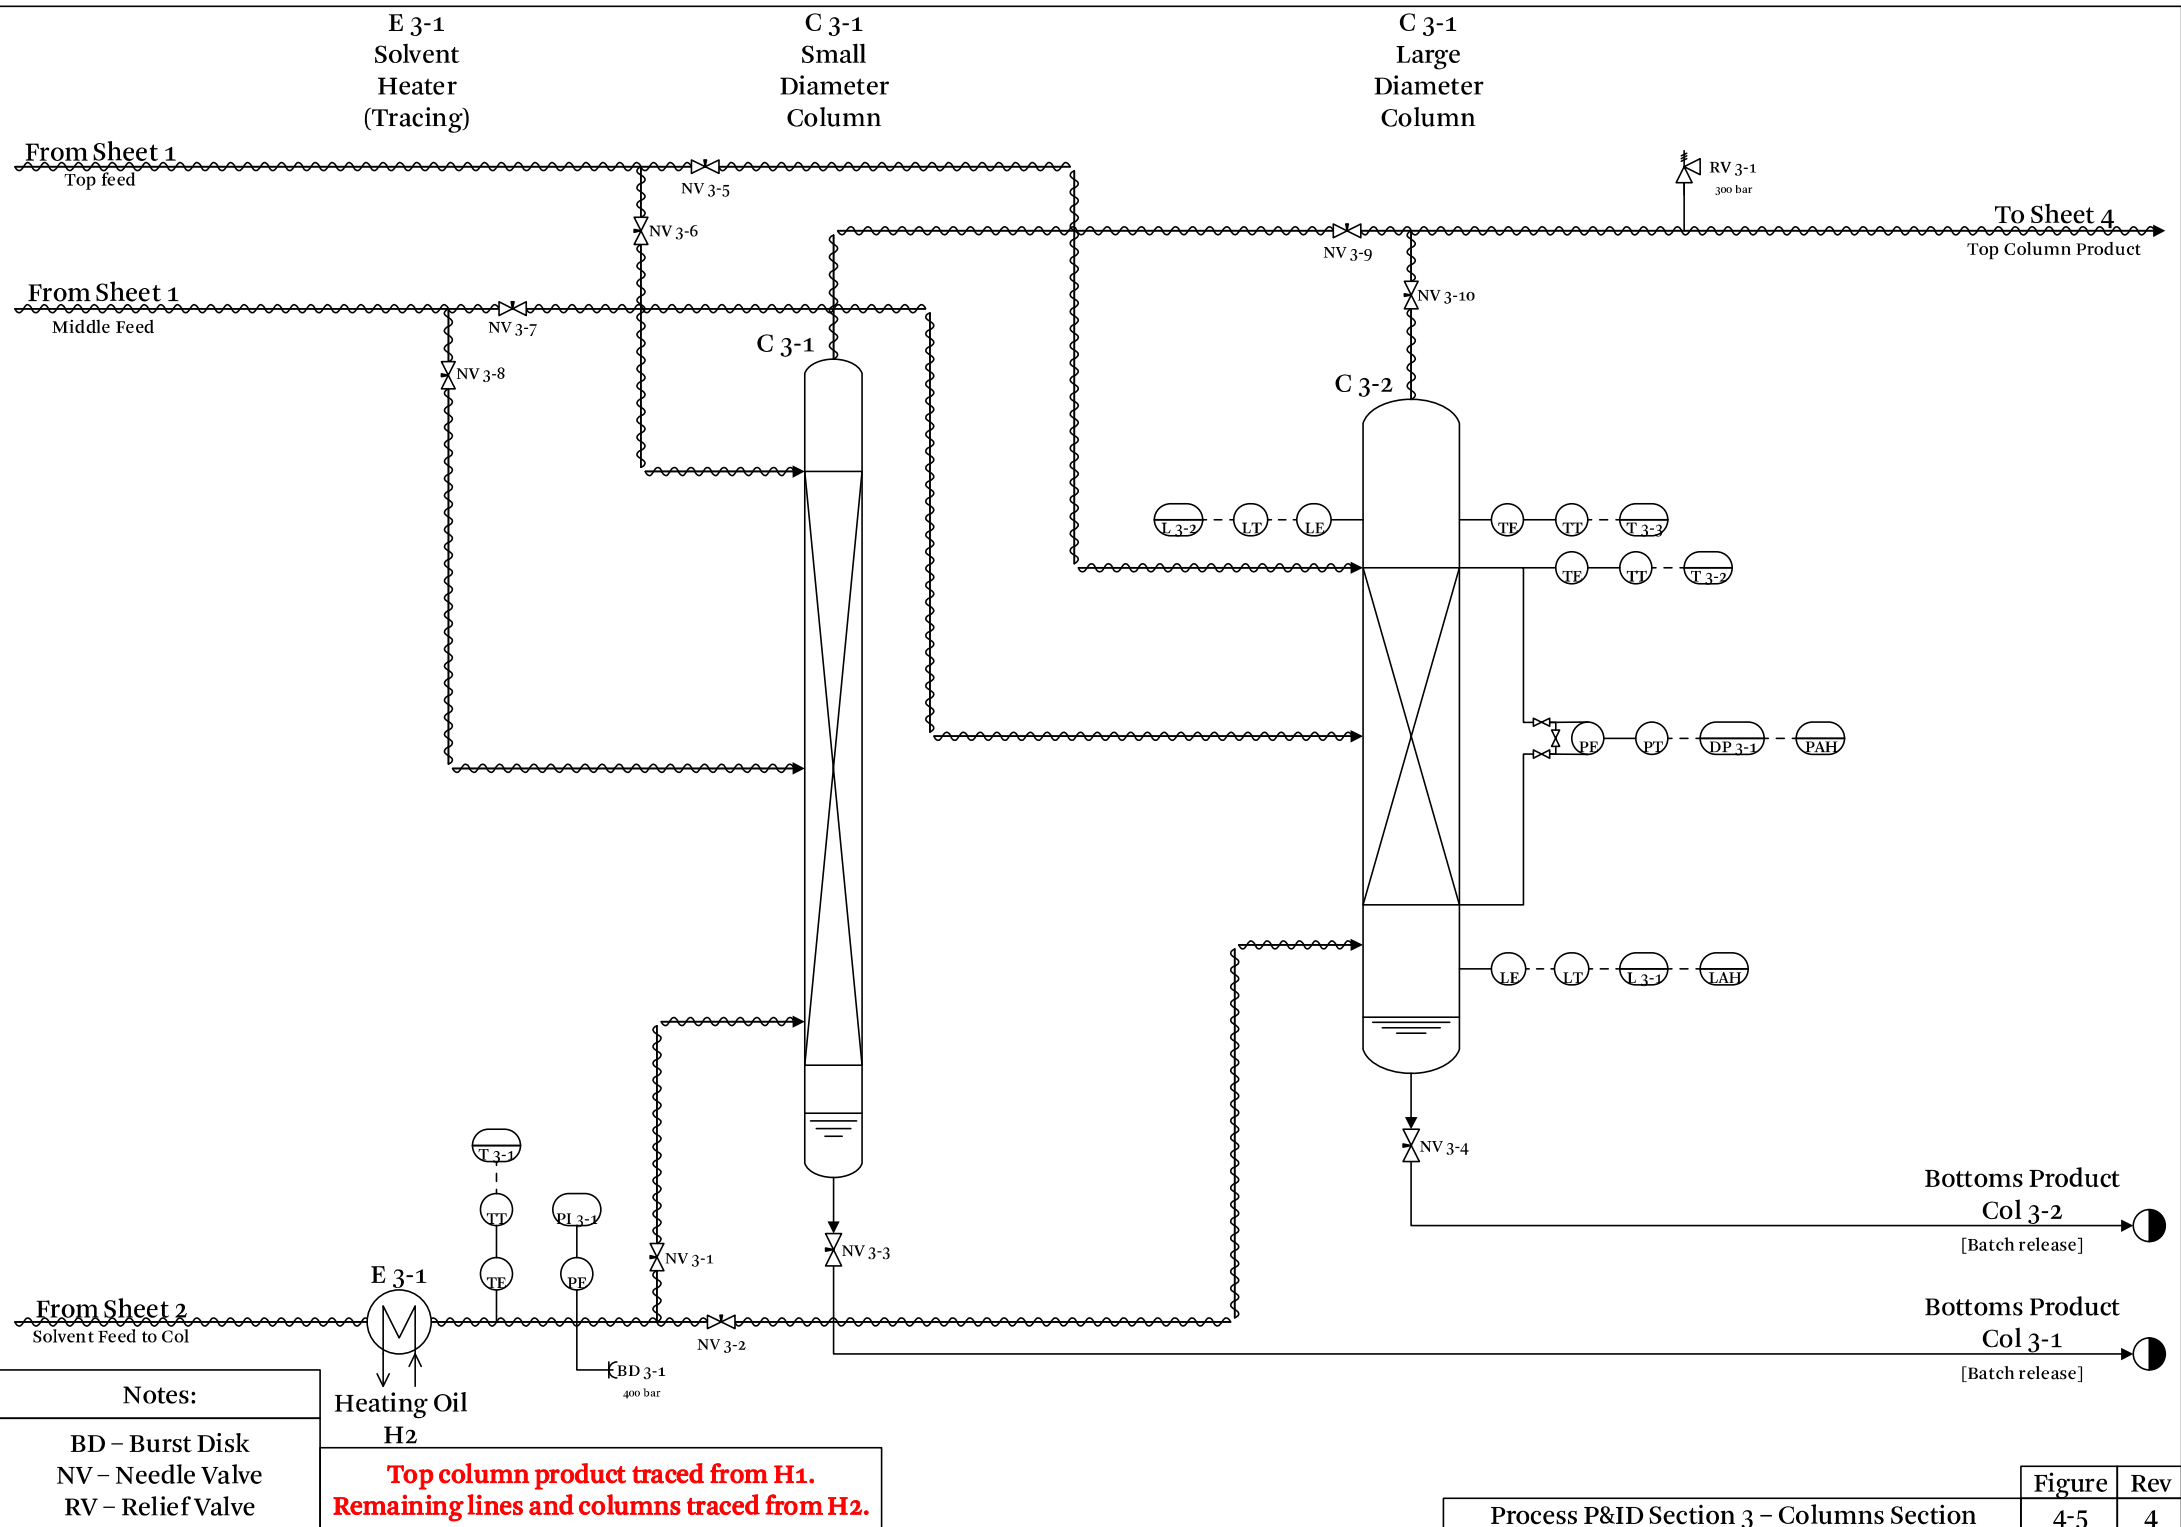 E 3-1
Solvent
Heater
(Tracing)
C 3-1
Small
Diameter
Column
C 3-1
Large
Diameter
Column
From Sheet 1
Top feed
NV 3-5
RV 3-1
300 bar
NV 3-6
NV 3-9
To Sheet 4
Top Column Product
From Sheet 1
Middle Feed
NV 3-7
NV 3-10
NV 3-8
C 3-1
C 3-2
L 3-2
LT
LE
TE
TT
T 3-3
TE
TT
T 3-2
PE
PT
DP 3-1
PAH
LE
LT
L 3-1
LAH
T 3-1
TT
PI 3-1
TE
PE
NV 3-1
NV 3-3
NV 3-4
Bottoms Product
Col 3-2
[Batch release]
E 3-1
From Sheet 2
Solvent Feed to Col
NV 3-2
BD 3-1
400 bar
Bottoms Product
Col 3-1
[Batch release]
Heating Oil
H2
Notes:
BD – Burst Disk
NV – Needle Valve
RV – Relief Valve
Top column product traced from H1.
Remaining lines and columns traced from H2.
Figure
Rev
Process P&ID Section 3 – Columns Section
4-5
4